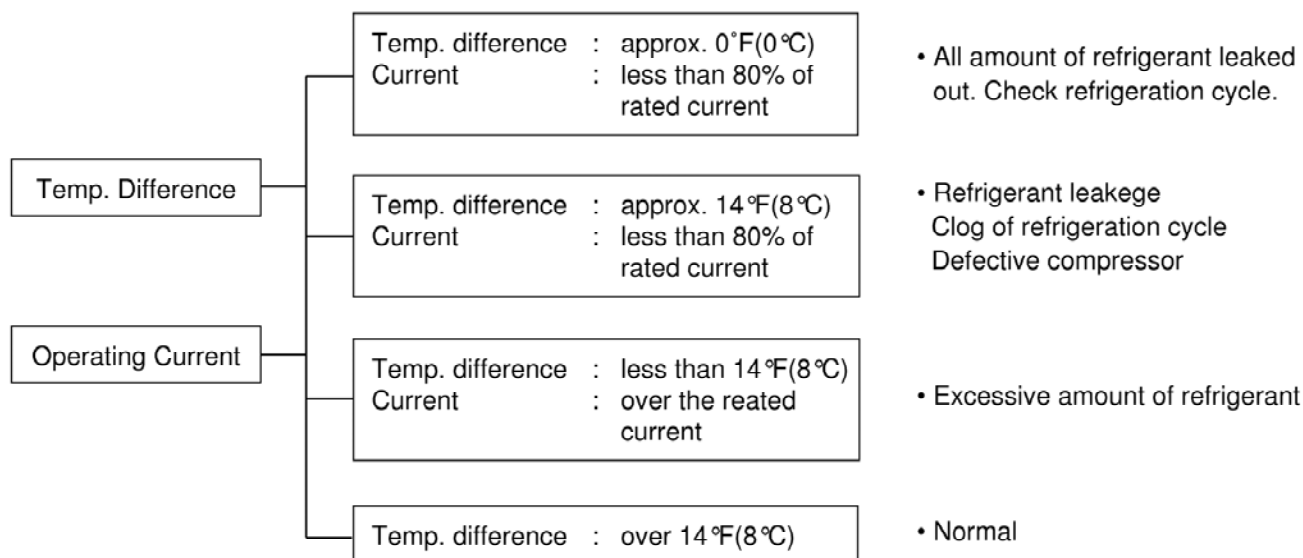 Temp. Difference
Operating Current
Temp. difference : approx. 0°F(0°C)
Current : less than 80% of
rated current
• All amount of refrigerant leaked
out. Check refrigeration cycle.
Temp. difference : approx. 14°F(8°C)
Current : less than 80% of
rated current
• Refrigerant leakege
Clog of refrigeration cycle
Defective compressor
Temp. difference : less than 14°F(8°C)
Current : over the reated
current
• Excessive amount of refrigerant
Temp. difference : over 14°F(8°C)
• Normal